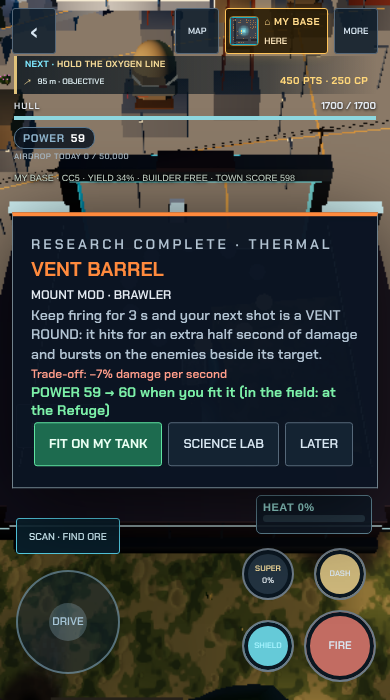 ‹
MAP
⌂ MY BASE
HERE
MORE
NEXT · HOLD THE OXYGEN LINE
↗ 95 m · OBJECTIVE
450 PTS · 250 CP
HULL
1700 / 1700
POWER 59
AIRDROP TODAY 0 / 50,000
MY BASE · CC5 · YIELD 34% · BUILDER FREE · TOWN SCORE 598
RESEARCH COMPLETE · THERMAL
VENT BARREL
MOUNT MOD · BRAWLER
Keep firing for 3 s and your next shot is a VENT
ROUND: it hits for an extra half second of damage
and bursts on the enemies beside its target.
Trade-off: −7% damage per second
POWER 59 → 60 when you fit it (in the field: at
the Refuge)
FIT ON MY TANK
SCIENCE LAB
LATER
HEAT 0%
SCAN · FIND ORE
SUPER
0%
DASH
DRIVE
SHIELD
FIRE